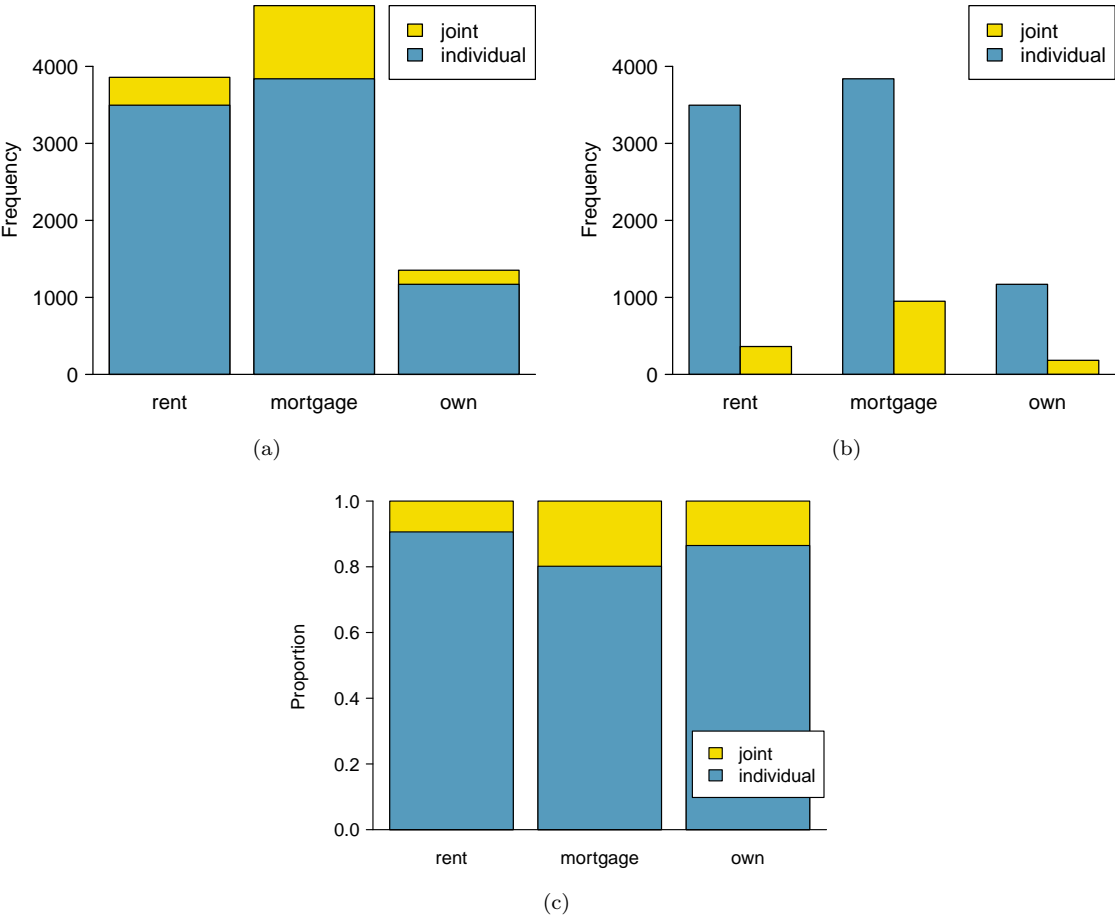 joint
individual
Frequency
4000
3000
2000
1000
0
rent mortgage own
(a)
joint
individual
Frequency
4000
3000
2000
1000
0
rent mortgage own
(b)
Proportion
1.0
0.8
0.6
0.4
0.2
0.0
joint
individual
rent mortgage own
(c)